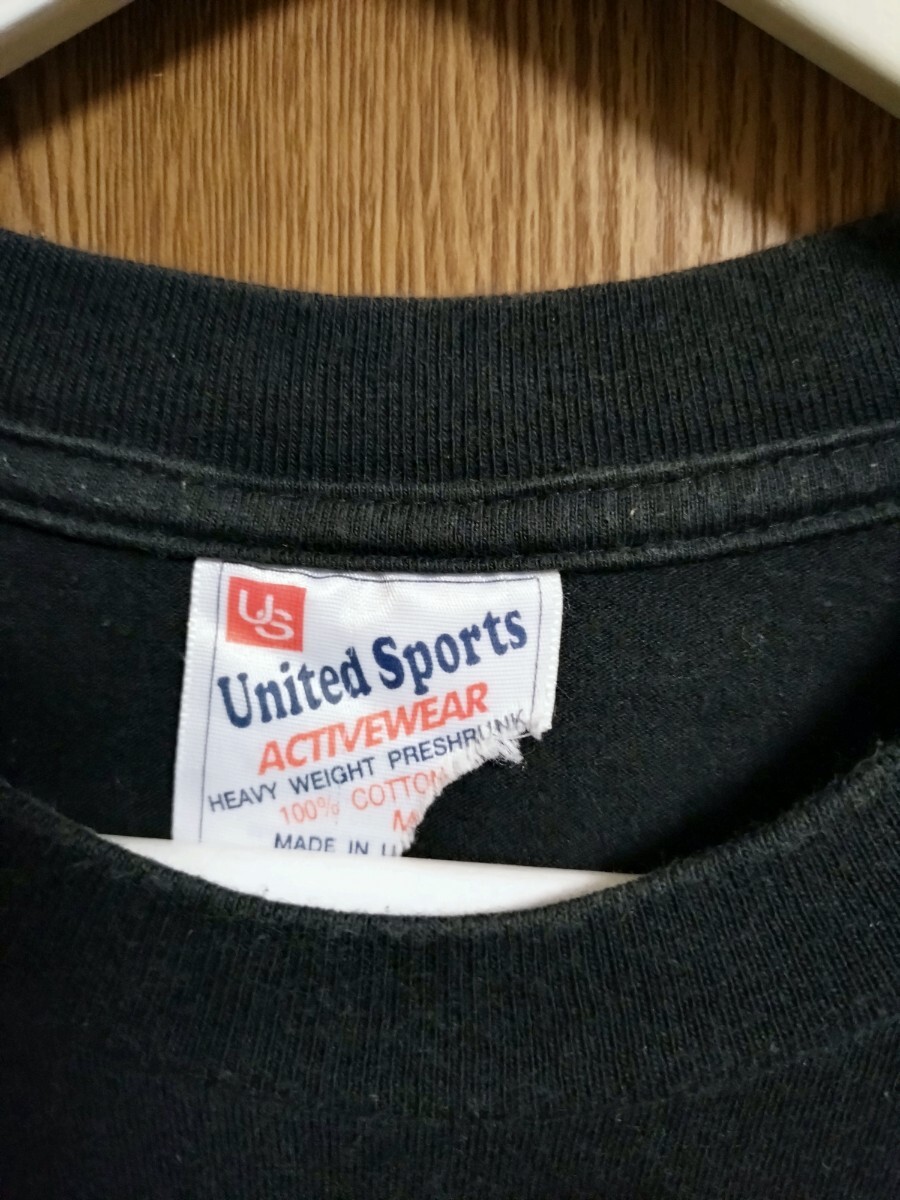 US
United Sports
ACTIVEWEAR
HEAVY WEIGHT PRESHRUNK
100% COTTON
M
MADE IN U